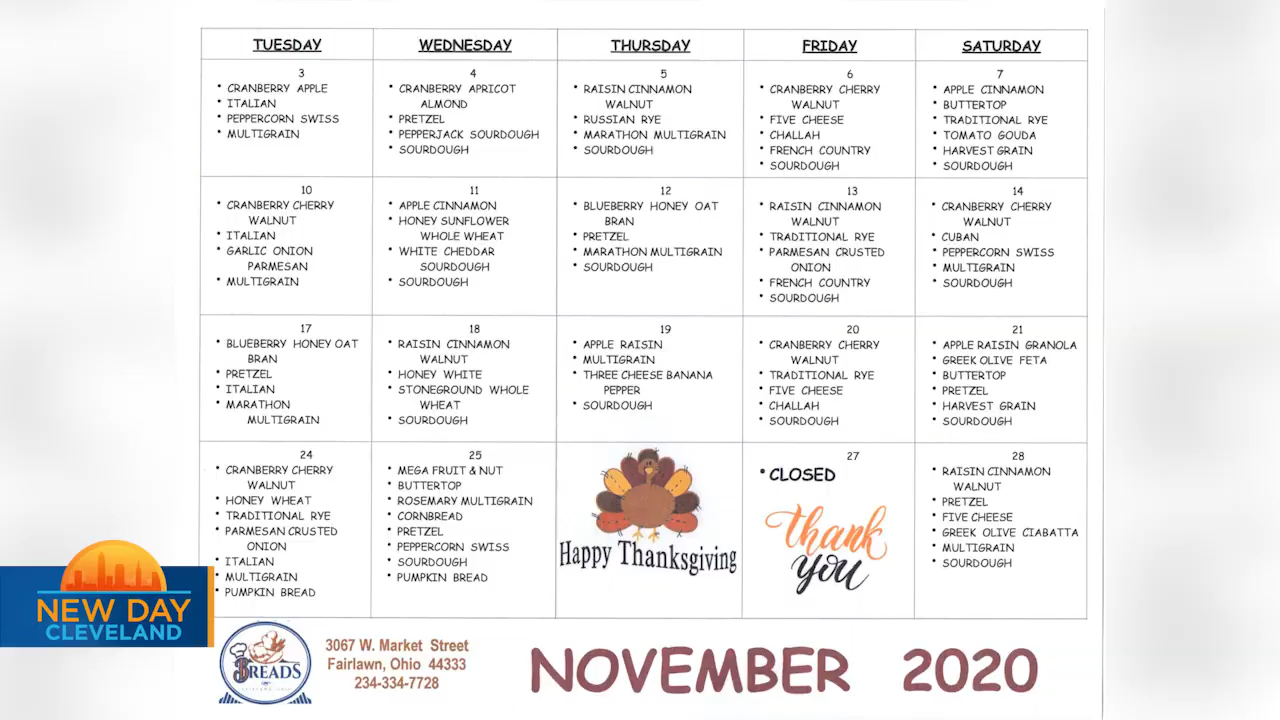 TUESDAY WEDNESDAY THURSDAY FRIDAY SATURDAY
3
• CRANBERRY APPLE
• ITALIAN
• PEPPERCORN SWISS
• MULTIGRAIN
4
• CRANBERRY APRICOT
ALMOND
• PRETZEL
• PEPPERJACK SOURDOUGH
• SOURDOUGH
5
• RAISIN CINNAMON
WALNUT
• RUSSIAN RYE
• MARATHON MULTIGRAIN
• SOURDOUGH
6
• CRANBERRY CHERRY
WALNUT
• FIVE CHEESE
• CHALLAH
• FRENCH COUNTRY
• SOURDOUGH
7
• APPLE CINNAMON
• BUTTERTOP
• TRADITIONAL RYE
• TOMATO GOUDA
• HARVEST GRAIN
• SOURDOUGH
10
• CRANBERRY CHERRY
WALNUT
• ITALIAN
• GARLIC ONION
PARMESAN
• MULTIGRAIN
11
• APPLE CINNAMON
• HONEY SUNFLOWER
WHOLE WHEAT
• WHITE CHEDDAR
SOURDOUGH
• SOURDOUGH
12
• BLUEBERRY HONEY OAT
BRAN
• PRETZEL
• MARATHON MULTIGRAIN
• SOURDOUGH
13
• RAISIN CINNAMON
WALNUT
• TRADITIONAL RYE
• PARMESAN CRUSTED
ONION
• FRENCH COUNTRY
• SOURDOUGH
14
• CRANBERRY CHERRY
WALNUT
• CUBAN
• PEPPERCORN SWISS
• MULTIGRAIN
• SOURDOUGH
17
• BLUEBERRY HONEY OAT
BRAN
• PRETZEL
• ITALIAN
• MARATHON
MULTIGRAIN
18
• RAISIN CINNAMON
WALNUT
• HONEY WHITE
• STONEGROUND WHOLE
WHEAT
• SOURDOUGH
19
• APPLE RAISIN
• MULTIGRAIN
• THREE CHEESE BANANA
PEPPER
• SOURDOUGH
20
• CRANBERRY CHERRY
WALNUT
• TRADITIONAL RYE
• FIVE CHEESE
• CHALLAH
• SOURDOUGH
21
• APPLE RAISIN GRANOLA
• GREEK OLIVE FETA
• BUTTERTOP
• PRETZEL
• HARVEST GRAIN
• SOURDOUGH
24
• CRANBERRY CHERRY
WALNUT
• HONEY WHEAT
• TRADITIONAL RYE
• PARMESAN CRUSTED
ONION
• ITALIAN
• MULTIGRAIN
• PUMPKIN BREAD
25
• MEGA FRUIT & NUT
• BUTTERTOP
• ROSEMARY MULTIGRAIN
• CORNBREAD
• PRETZEL
• PEPPERCORN SWISS
• SOURDOUGH
• PUMPKIN BREAD
Happy Thanksgiving
27
• CLOSED
thank
you
28
• RAISIN CINNAMON
WALNUT
• PRETZEL
• FIVE CHEESE
• GREEK OLIVE CIABATTA
• MULTIGRAIN
• SOURDOUGH
NEW DAY
CLEVELAND
BREADS
3067 W. Market Street
Fairlawn, Ohio 44333
234-334-7728
NOVEMBER 2020